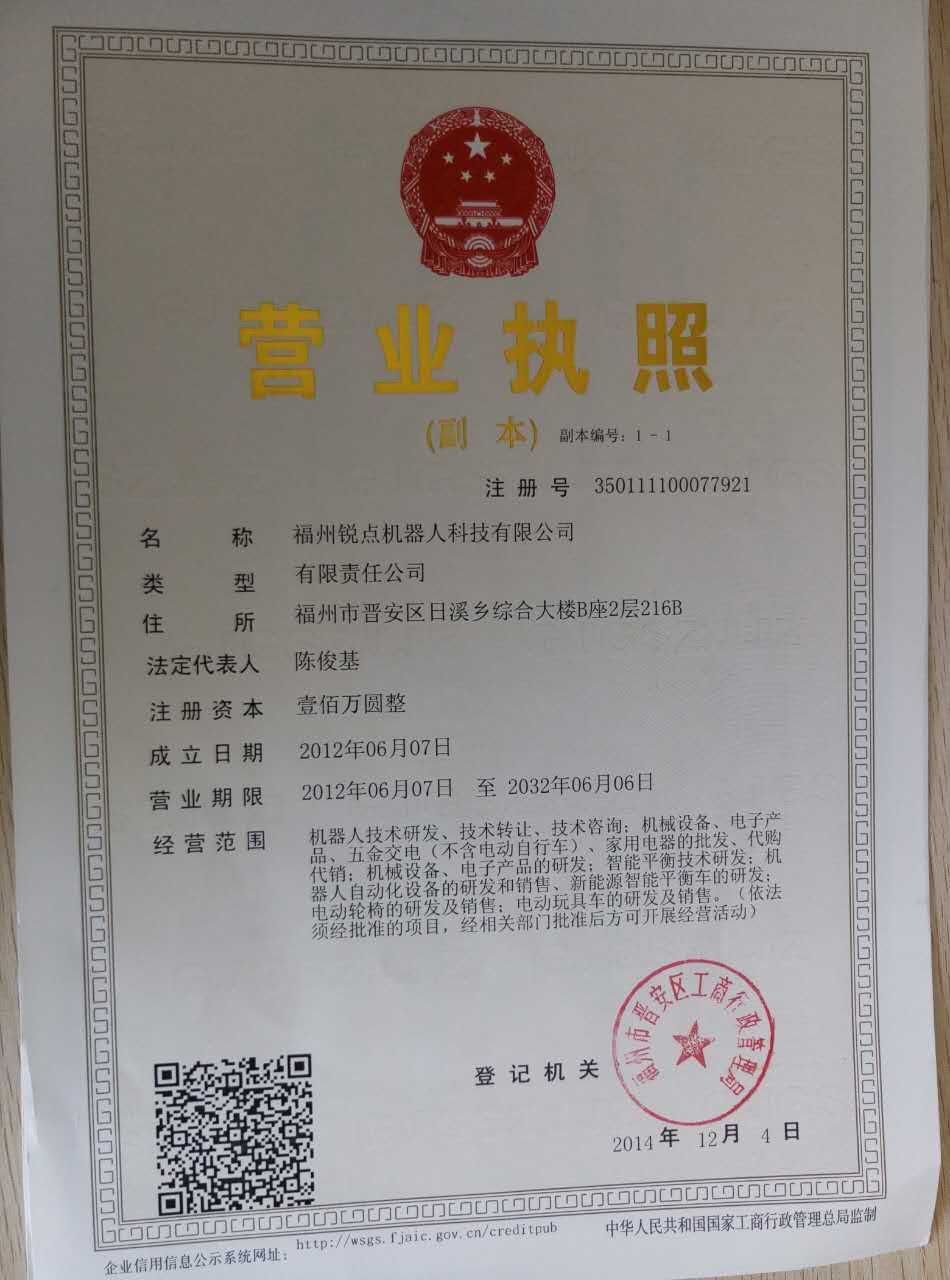 营业执照
(副本) 副本编号：1-1
注册号 350111100077921
名称 福州锐点机器人科技有限公司
类型 有限责任公司
住所 福州市晋安区日溪乡综合大楼B座2层216B
法定代表人 陈俊基
注册资本 壹佰万圆整
成立日期 2012年06月07日
营业期限 2012年06月07日 至 2032年06月06日
经营范围 机器人技术研发、技术转让、技术咨询；机械设备、电子产
品、五金交电（不含电动自行车）、家用电器的批发、代购
代销；机械设备、电子产品的研发；智能平衡技术研发；机
器人自动化设备的研发和销售、新能源智能平衡车的研发；
电动轮椅的研发及销售；电动玩具车的研发及销售。（依法
须经批准的项目，经相关部门批准后方可开展经营活动）
福州市晋安区工商行政管理局
登记机关
2014年 12月 4日
企业信用信息公示系统网址： http://wsgs.fjaic.gov.cn/creditpub
中华人民共和国国家工商行政管理总局监制